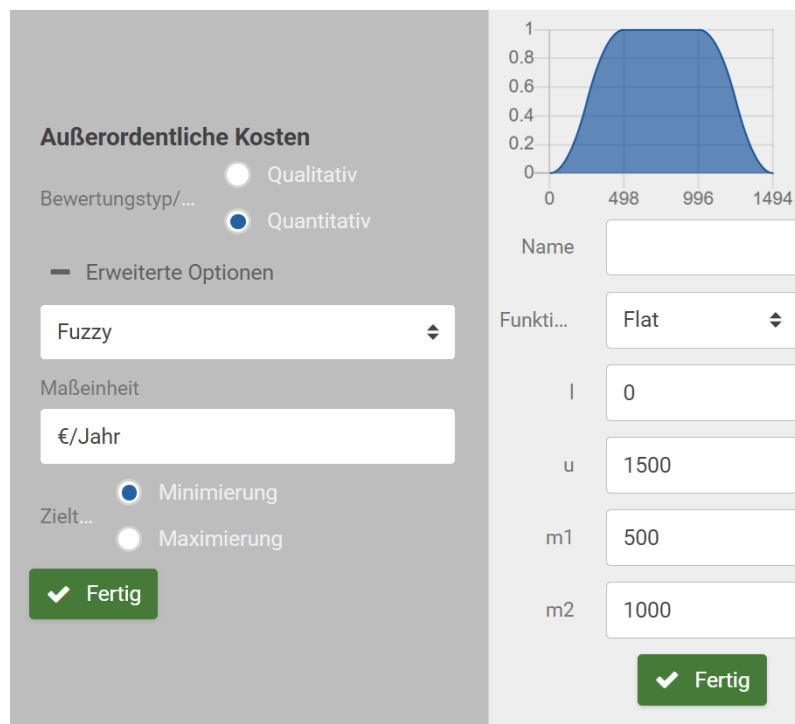 Außerordentliche Kosten
Bewertungstyp/...
Qualitativ
Quantitativ
Erweiterte Optionen
Fuzzy
Maßeinheit
€/Jahr
Zielt...
Minimierung
Maximierung
Fertig
1
0.8
0.6
0.4
0.2
0
0 498 996 1494
Name
Funkti... Flat
l 0
u 1500
m1 500
m2 1000
Fertig